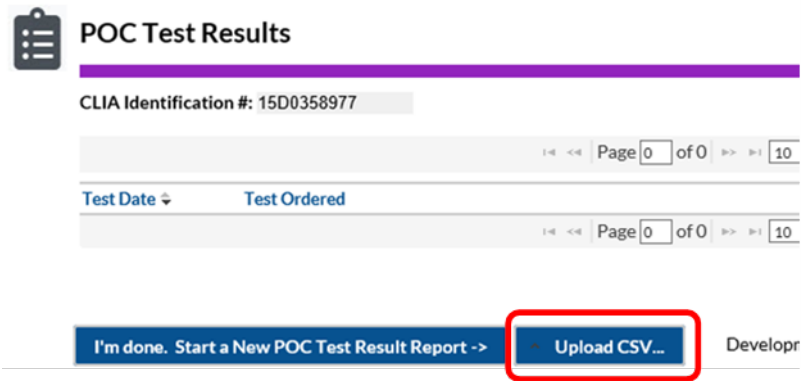 POC Test Results
CLIA Identification #: 15D0358977
Page 0 of 0 10
Test Date Test Ordered
Page 0 of 0 10
I'm done. Start a New POC Test Result Report -> Upload CSV... Developr